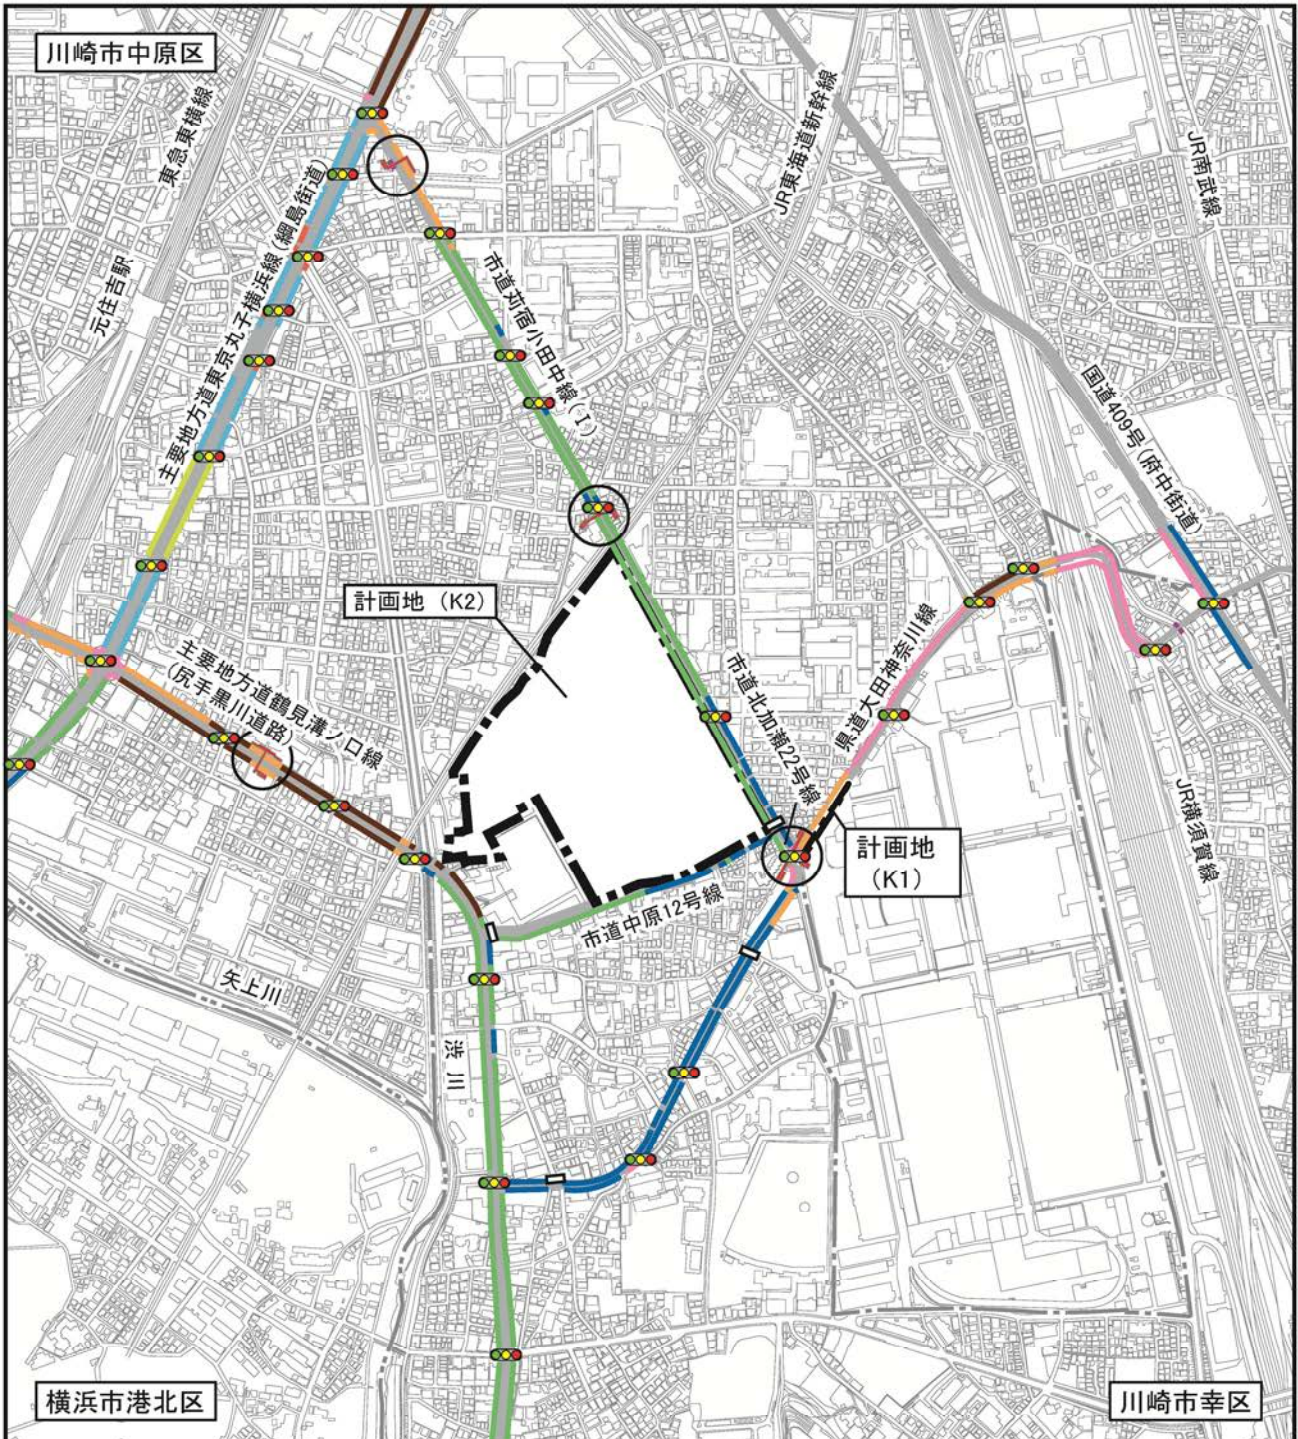 川崎市中原区
東急東横線
JR東海道新幹線
JR南武線
元住吉駅
主要地方道東京丸子横浜線(綱島街道)
市道苅宿小田中線(Ⅰ)
国道409号(府中街道)
計画地（K2）
主要地方道鶴見溝ノ口線
(尻手黒川道路)
市道北加瀬22号線
県道大田神奈川線
JR横須賀線
計画地
（K1）
市道中原12号線
矢上川
渋川
横浜市港北区
川崎市幸区